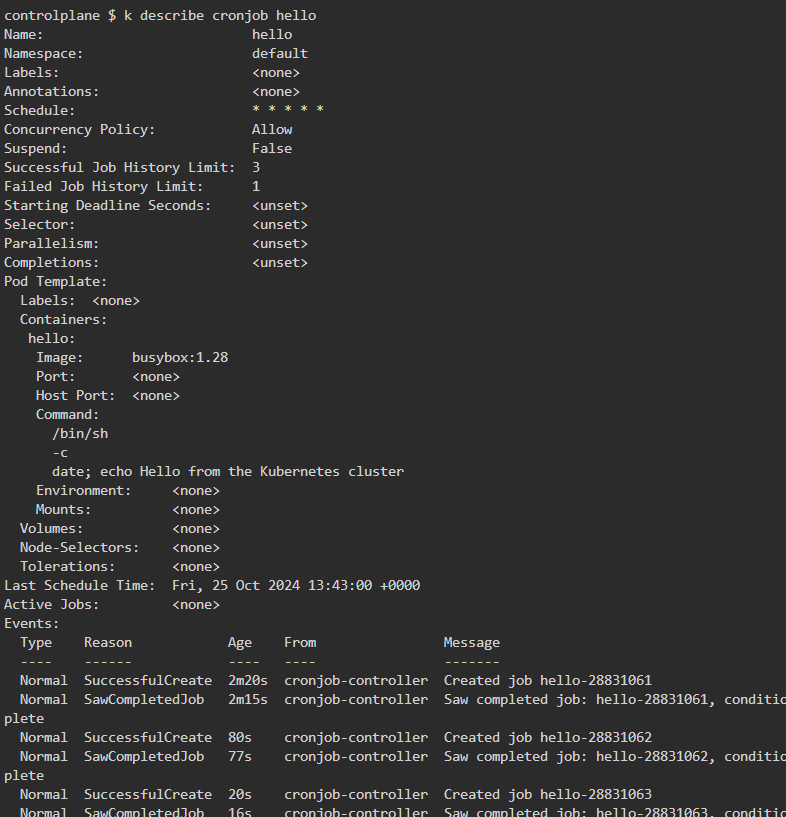 controlplane $ k describe cronjob hello
Name:                          hello
Namespace:                     default
Labels:                        <none>
Annotations:                   <none>
Schedule:                      * * * * *
Concurrency Policy:            Allow
Suspend:                       False
Successful Job History Limit:  3
Failed Job History Limit:      1
Starting Deadline Seconds:     <unset>
Selector:                      <unset>
Parallelism:                   <unset>
Completions:                   <unset>
Pod Template:
  Labels:  <none>
  Containers:
   hello:
    Image:      busybox:1.28
    Port:       <none>
    Host Port:  <none>
    Command:
      /bin/sh
      -c
      date; echo Hello from the Kubernetes cluster
    Environment:     <none>
    Mounts:          <none>
  Volumes:           <none>
  Node-Selectors:    <none>
  Tolerations:       <none>
Last Schedule Time:  Fri, 25 Oct 2024 13:43:00 +0000
Active Jobs:         <none>
Events:
  Type    Reason            Age    From                Message
  ----    ------            ----   ----                -------
  Normal  SuccessfulCreate  2m20s  cronjob-controller  Created job hello-28831061
  Normal  SawCompletedJob   2m15s  cronjob-controller  Saw completed job: hello-28831061, conditio
plete
  Normal  SuccessfulCreate  80s    cronjob-controller  Created job hello-28831062
  Normal  SawCompletedJob   77s    cronjob-controller  Saw completed job: hello-28831062, conditio
plete
  Normal  SuccessfulCreate  20s    cronjob-controller  Created job hello-28831063
  Normal  SawCompletedJob   16s    cronjob-controller  Saw completed job: hello-28831063, conditio